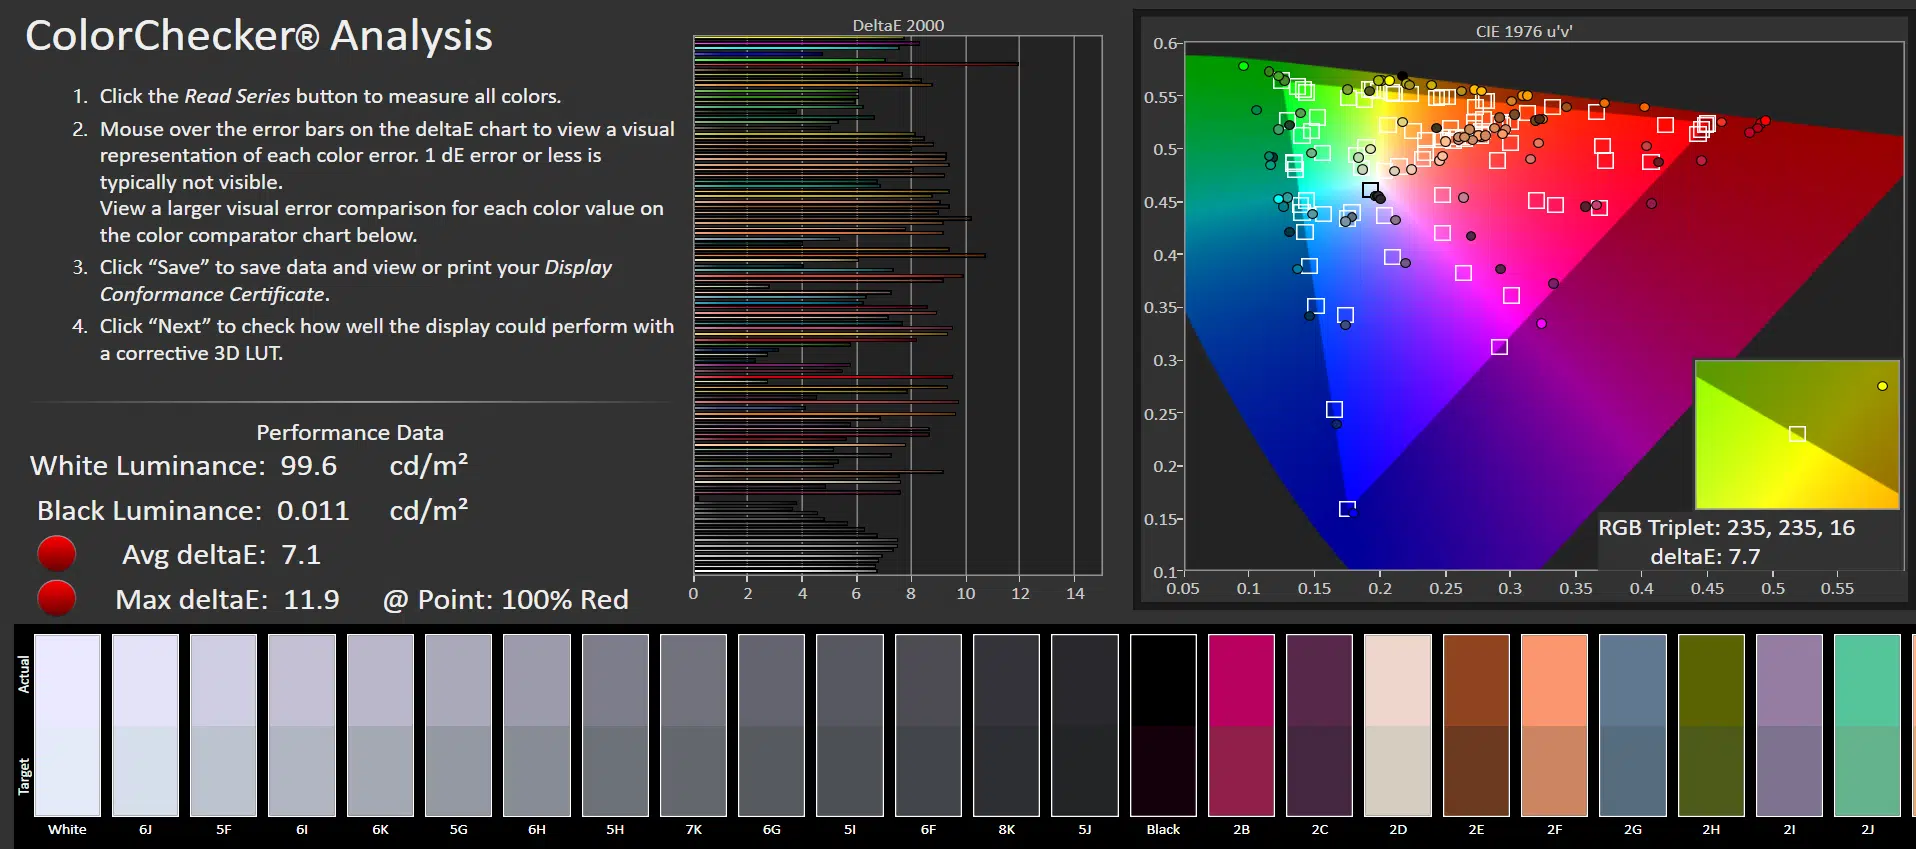 ColorChecker® Analysis
1. Click the Read Series button to measure all colors.
2. Mouse over the error bars on the deltaE chart to view a visual
representation of each color error. 1 dE error or less is
typically not visible.
View a larger visual error comparison for each color value on
the color comparator chart below.
3. Click “Save” to save data and view or print your Display
Conformance Certificate.
4. Click “Next” to check how well the display could perform with
a corrective 3D LUT.
Performance Data
White Luminance: 99.6 cd/m²
Black Luminance: 0.011 cd/m²
Avg deltaE: 7.1
Max deltaE: 11.9 @ Point: 100% Red
DeltaE 2000
0 2 4 6 8 10 12 14
CIE 1976 u'v'
0.6
0.55
0.5
0.45
0.4
0.35
0.3
0.25
0.2
0.15
0.1
0.05 0.1 0.15 0.2 0.25 0.3 0.35 0.4 0.45 0.5 0.55
RGB Triplet: 235, 235, 16
deltaE: 7.7
Actual
Target
White 6J 5F 6I 6K 5G 6H 5H 7K 6G 5I 6F 8K 5J Black 2B 2C 2D 2E 2F 2G 2H 2I 2J